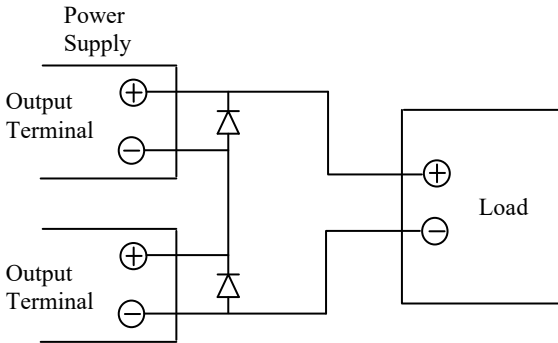 Power
Supply
Output
Terminal
+
−
Load
+
−
Output
Terminal
+
−